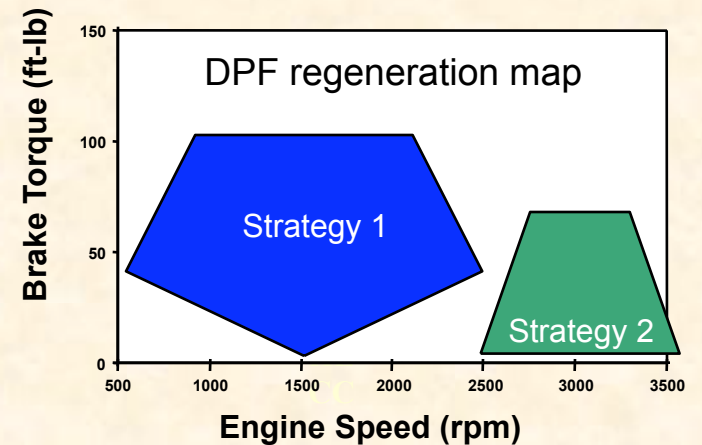 Brake Torque (ft-lb)
150
DPF regeneration map
100
Strategy 1
50
Strategy 2
0
500 1000 1500 2000 2500 3000 3500
Engine Speed (rpm)